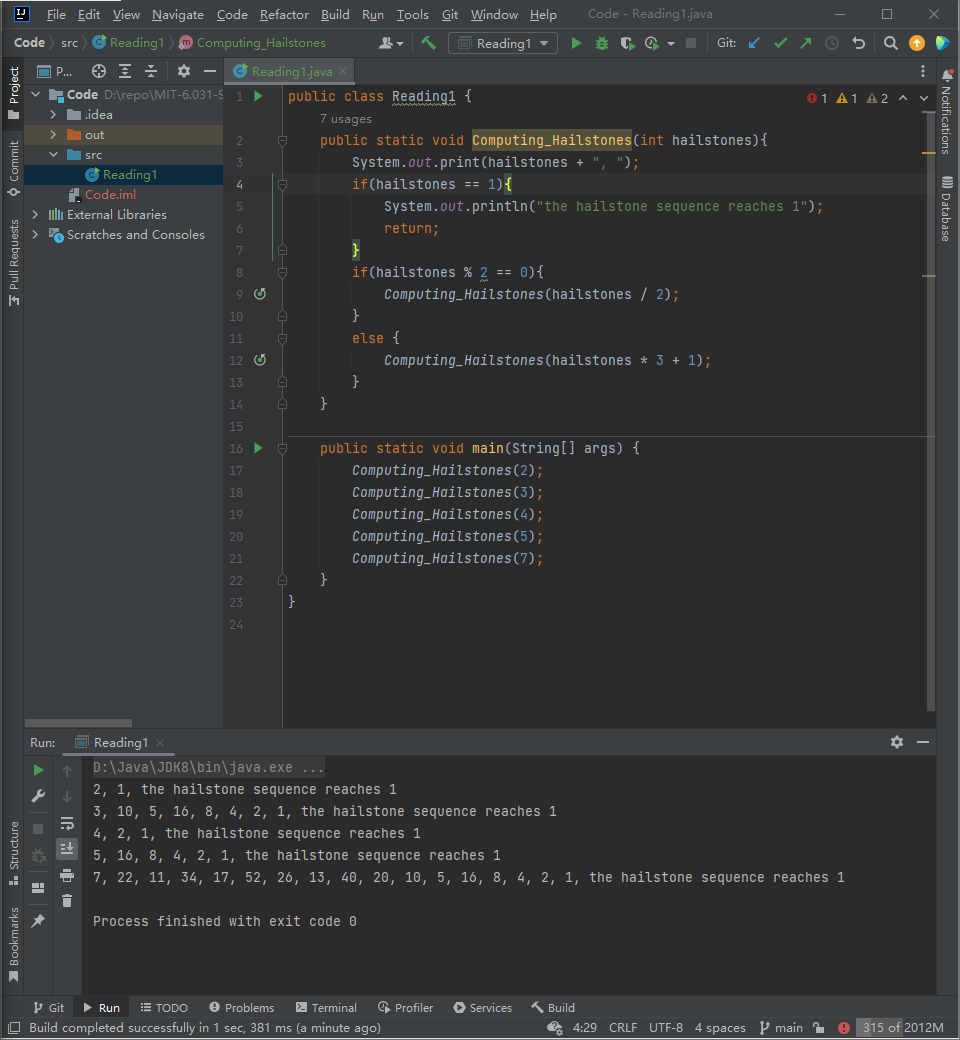 File Edit View Navigate Code Refactor Build Run Tools Git Window Help Code - Reading1.java
Code src Reading1 Computing_Hailstones Reading1 Git:
Project
Commit
Pull Requests
P...
Code D:\repo\MIT-6.031-S
.idea
out
src
Reading1
Code.iml
External Libraries
Scratches and Consoles
Reading1.java
1 1 2
1 public class Reading1 {
7 usages
2 public static void Computing_Hailstones(int hailstones){
3 System.out.print(hailstones + ", ");
4 if(hailstones == 1){
5 System.out.println("the hailstone sequence reaches 1");
6 return;
7 }
8 if(hailstones % 2 == 0){
9 Computing_Hailstones(hailstones / 2);
10 }
11 else {
12 Computing_Hailstones(hailstones * 3 + 1);
13 }
14 }
15
16 public static void main(String[] args) {
17 Computing_Hailstones(2);
18 Computing_Hailstones(3);
19 Computing_Hailstones(4);
20 Computing_Hailstones(5);
21 Computing_Hailstones(7);
22 }
23 }
24
Notifications
Database
Run: Reading1
Structure
Bookmarks
D:\Java\JDK8\bin\java.exe ...
2, 1, the hailstone sequence reaches 1
3, 10, 5, 16, 8, 4, 2, 1, the hailstone sequence reaches 1
4, 2, 1, the hailstone sequence reaches 1
5, 16, 8, 4, 2, 1, the hailstone sequence reaches 1
7, 22, 11, 34, 17, 52, 26, 13, 40, 20, 10, 5, 16, 8, 4, 2, 1, the hailstone sequence reaches 1
Process finished with exit code 0
Git Run TODO Problems Terminal Profiler Services Build
Build completed successfully in 1 sec, 381 ms (a minute ago) 4:29 CRLF UTF-8 4 spaces main 315 of 2012M